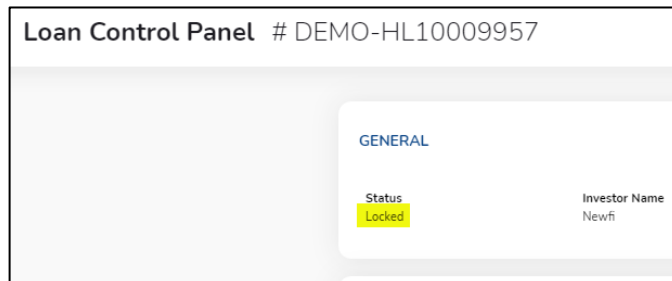 Loan Control Panel # DEMO-HL10009957
GENERAL
Status Investor Name
Locked Newfi